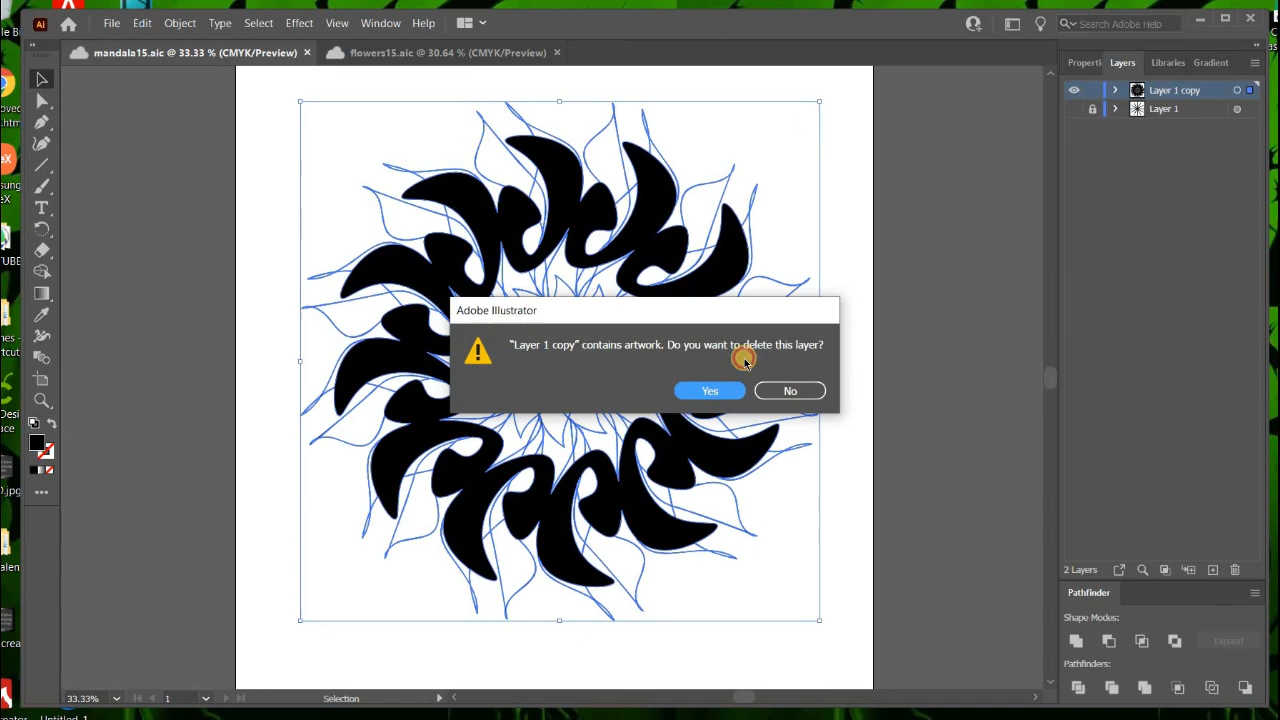 Ai
File Edit Object Type Select Effect View Window Help
Search Adobe Help
mandala15.aic @ 33.33 % (CMYK/Preview) ×
flowers15.aic @ 30.64 % (CMYK/Preview) ×
Layers Libraries Gradient
Layer 1 copy
Layer 1
Adobe Illustrator
“Layer 1 copy” contains artwork. Do you want to delete this layer?
Yes No
2 Layers
Pathfinder
Shape Modes:
Expand
Pathfinders:
33.33% 1 Selection